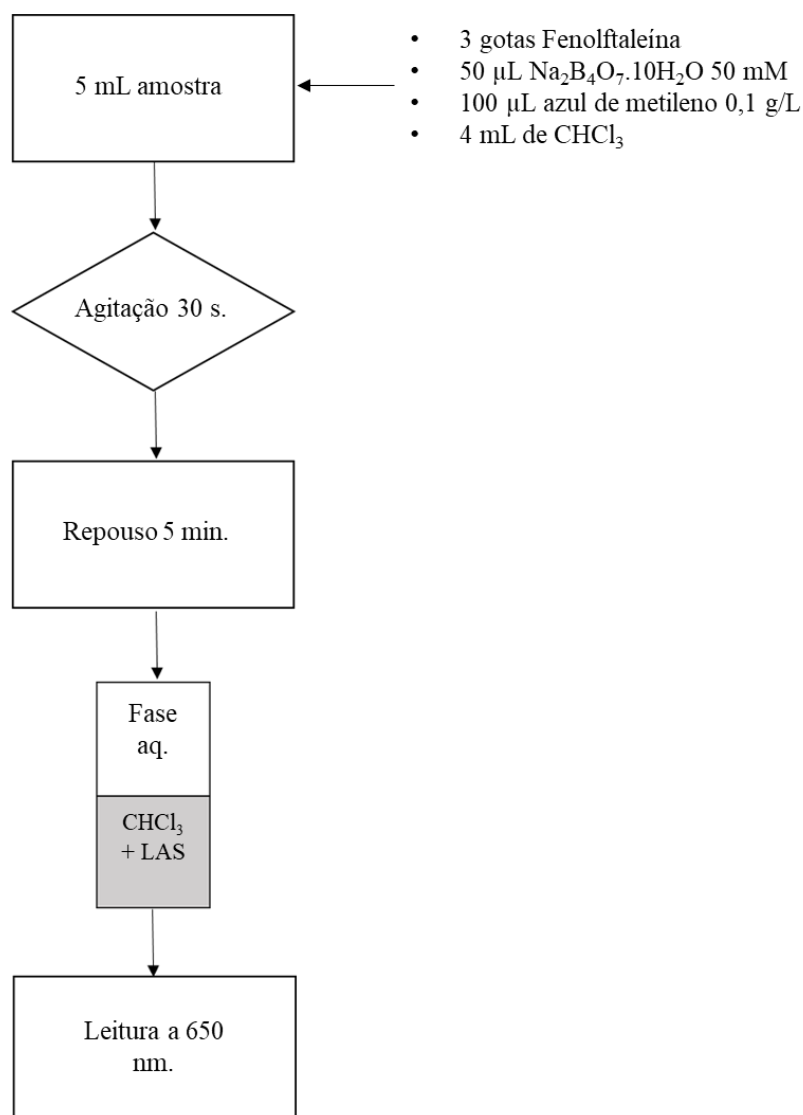 5 mL amostra
• 3 gotas Fenolftaleína
• 50 µL Na₂B₄O₇.10H₂O 50 mM
• 100 µL azul de metileno 0,1 g/L
• 4 mL de CHCl₃
Agitação 30 s.
Repouso 5 min.
Fase
aq.
CHCl₃
+ LAS
Leitura a 650
nm.